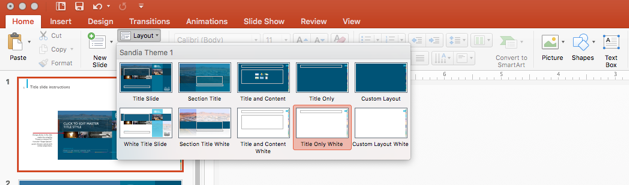 Home Insert Design Transitions Animations Slide Show Review View
Paste
Cut
Copy
Format
New
Slide
Layout
Calibri (Body)
11
Convert to
SmartArt
Picture
Shapes
Text
Box
Sandia Theme 1
Title Slide Section Title Title and Content Title Only Custom Layout
White Title Slide Section Title White Title and Content White Title Only White Custom Layout White
1
Title slide instructions
CLICK TO EDIT MASTER
TITLE STYLE
6 5 4
2